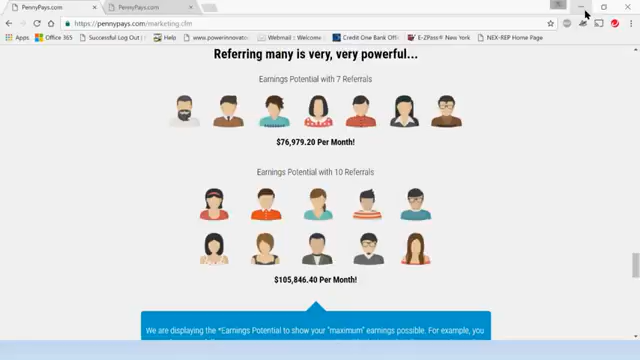 PennyPays.com
PennyPays.com
https://pennypays.com/marketing.cfm
Apps
Office 365
Successful Log Out!
www.powerinnovator
Webmail :: Welcome
Credit One Bank Offi
E-ZPass® New York
NEX-REP Home Page
Referring many is very, very powerful...
Earnings Potential with 7 Referrals
$76,979.20 Per Month!
Earnings Potential with 10 Referrals
$105,846.40 Per Month!
We are displaying the *Earnings Potential to show your "maximum" earnings possible. For example, you